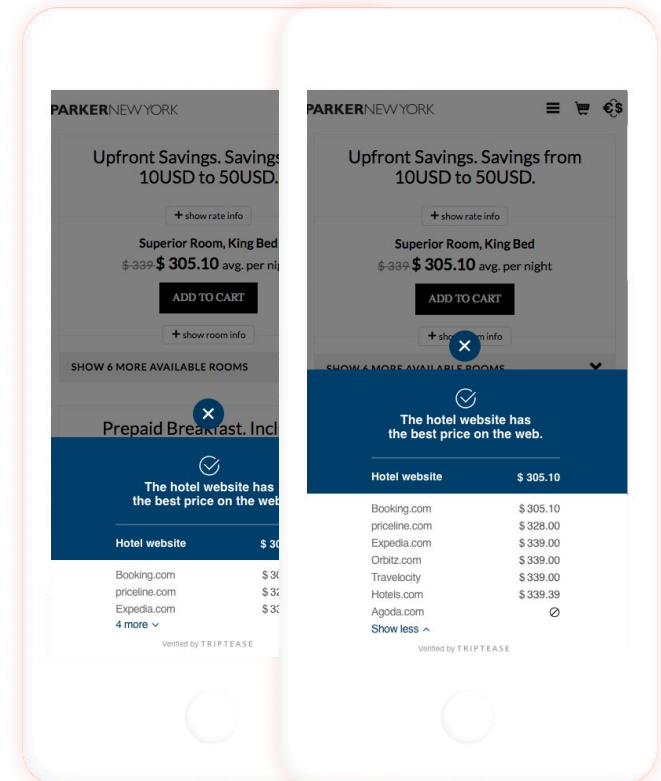 PARKERNEW YORK
Upfront Savings. Savings
10USD to 50USD.
+ show rate info
Superior Room, King Bed
$ 339 $ 305.10 avg. per
ADD TO CART
+ show room info
SHOW 6 MORE AVAILABLE ROOMS
Prepaid Breakfast.
The hotel website has
the best price on the
Hotel website
Booking.com
priceline.com
Expedia.com
4 more
Verified by TRIPTEASE
PARKERNEW YORK
Upfront Savings. Savings from
10USD to 50USD.
+ show rate info
Superior Room, King Bed
$ 339 $ 305.10 avg. per night
ADD TO CART
+ info
SHOW 6 MORE AVAILABLE ROOMS
The hotel website has
the best price on the web.
Hotel website $ 305.10
Booking.com $ 305.10
priceline.com $ 328.00
Expedia.com $ 339.00
Orbitz.com $ 339.00
Travelocity $ 339.00
Hotels.com $ 339.39
Agoda.com
Show less
Verified by TRIPTEASE